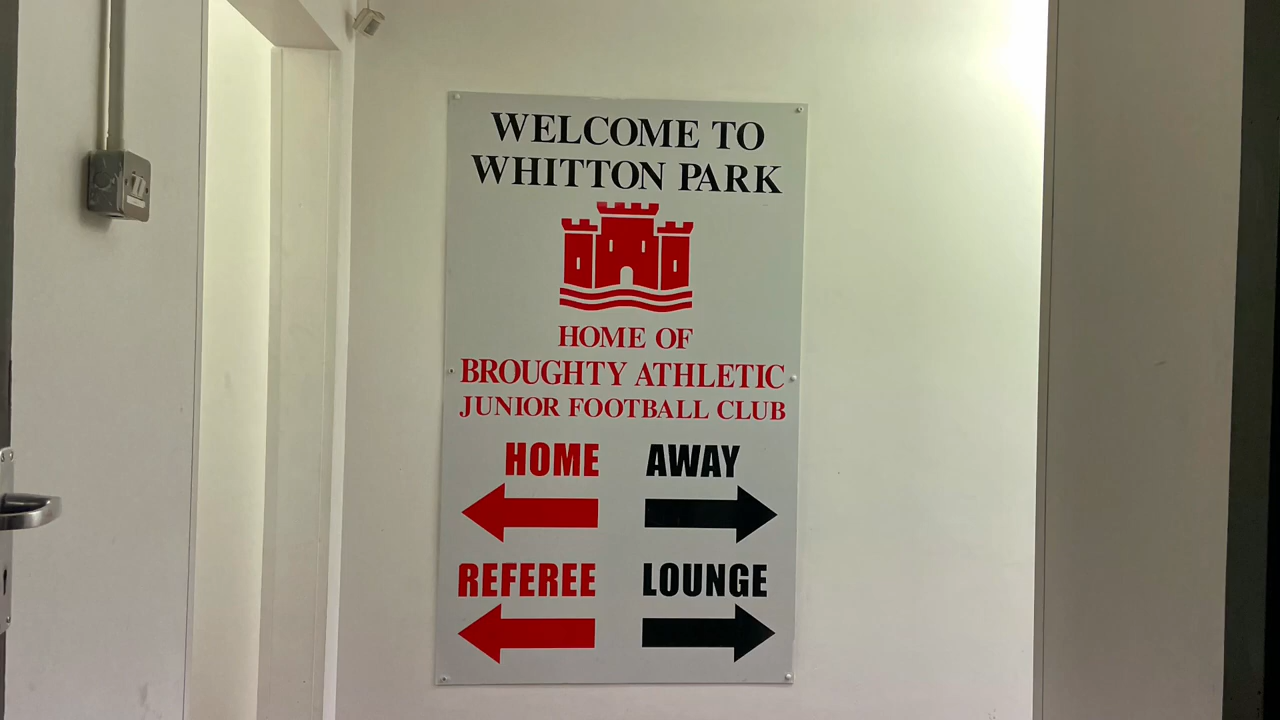 WELCOME TO
WHITTON PARK
HOME OF
BROUGHTY ATHLETIC
JUNIOR FOOTBALL CLUB
HOME AWAY
REFEREE LOUNGE